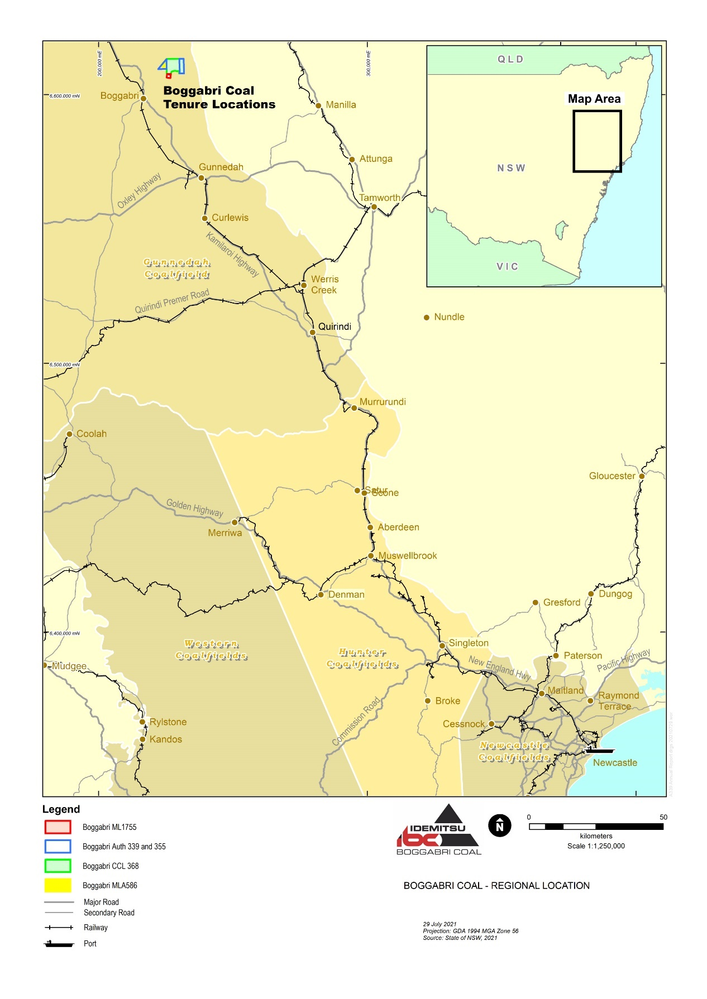 200,000 mE
300,000 mE
6,600,000 mN
6,500,000 mN
6,400,000 mN
Boggabri Coal
Tenure Locations
Boggabri
Manilla
Attunga
Gunnedah
Oxley Highway
Tamworth
Curlewis
Kamilaroi Highway
Gunnedah
Coalfield
Werris
Creek
Quirindi Premer Road
Quirindi
Nundle
QLD
Map Area
NSW
VIC
Murrurundi
Coolah
Gloucester
Satur
Scone
Golden Highway
Merriwa
Aberdeen
Muswellbrook
Denman
Gresford
Dungog
Western
Coalfields
Hunter
Coalfields
Singleton
Paterson
Pacific Highway
New England Hwy
Mudgee
Maitland
Raymond
Terrace
Broke
Commission Road
Cessnock
Rylstone
Kandos
Newcastle
Coalfields
Newcastle
Legend
Boggabri ML1755
Boggabri Auth 339 and 355
Boggabri CCL 368
Boggabri MLA586
Major Road
Secondary Road
Railway
Port
IDEMITSU
ibc
BOGGABRI COAL
N
0 50
kilometers
Scale 1:1,250,000
BOGGABRI COAL - REGIONAL LOCATION
29 July 2021
Projection: GDA 1994 MGA Zone 56
Source: State of NSW, 2021